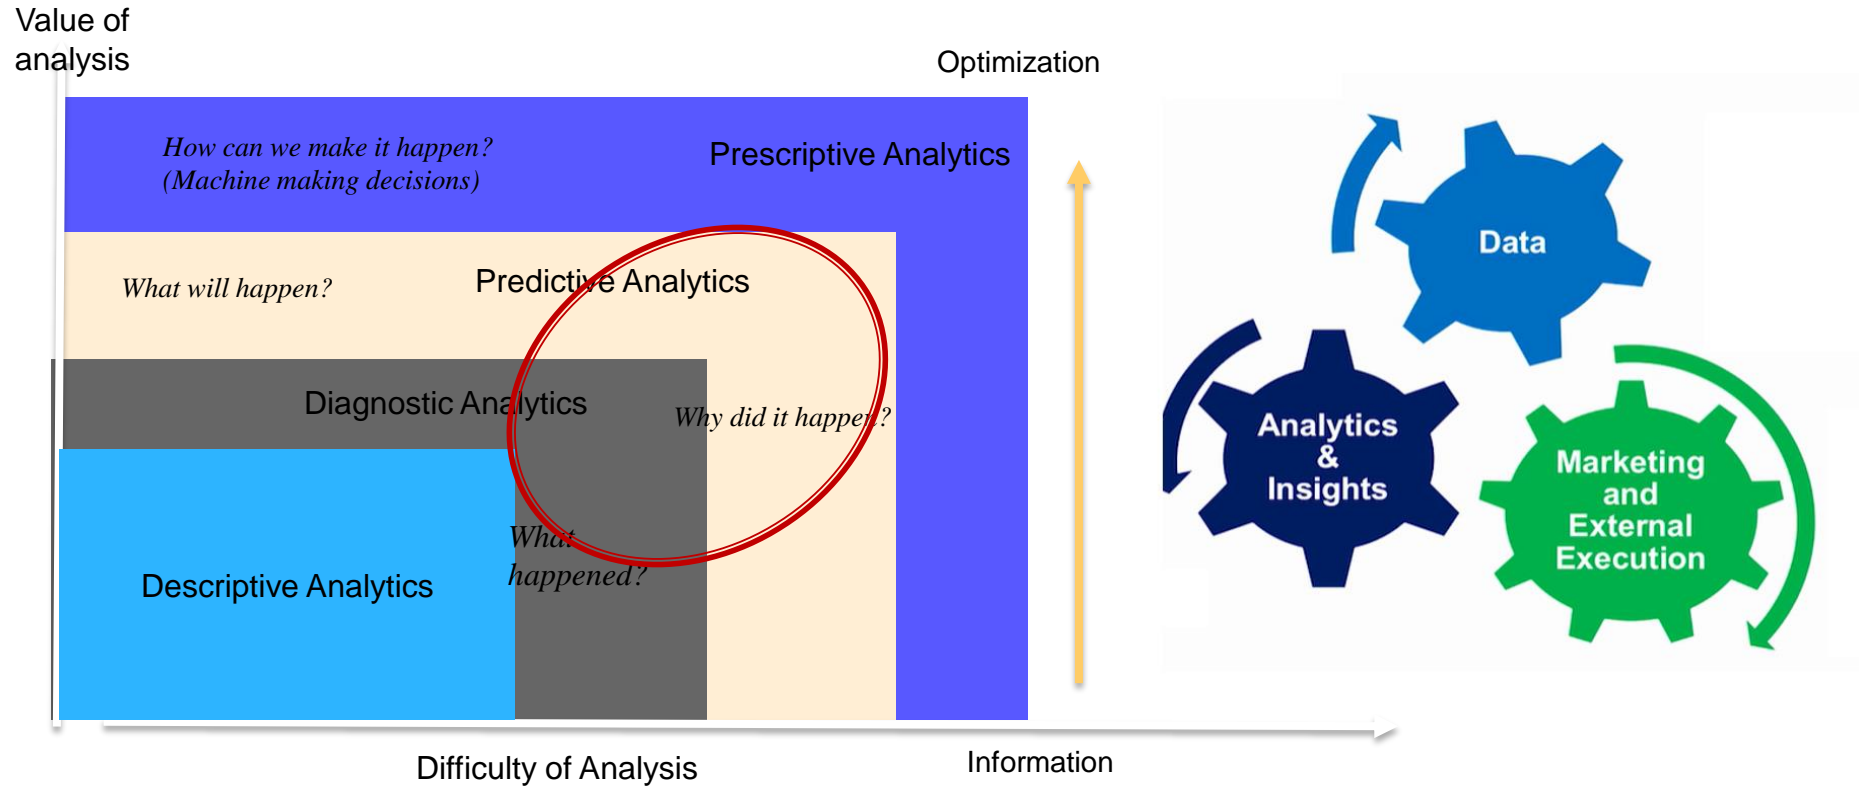 Value of
analysis
Optimization
How can we make it happen?
(Machine making decisions)
Prescriptive Analytics
What will happen?
Predictive Analytics
Diagnostic Analytics
Why did it happen?
What
happened?
Descriptive Analytics
Difficulty of Analysis
Information
Data
Analytics
&
Insights
Marketing
and
External
Execution